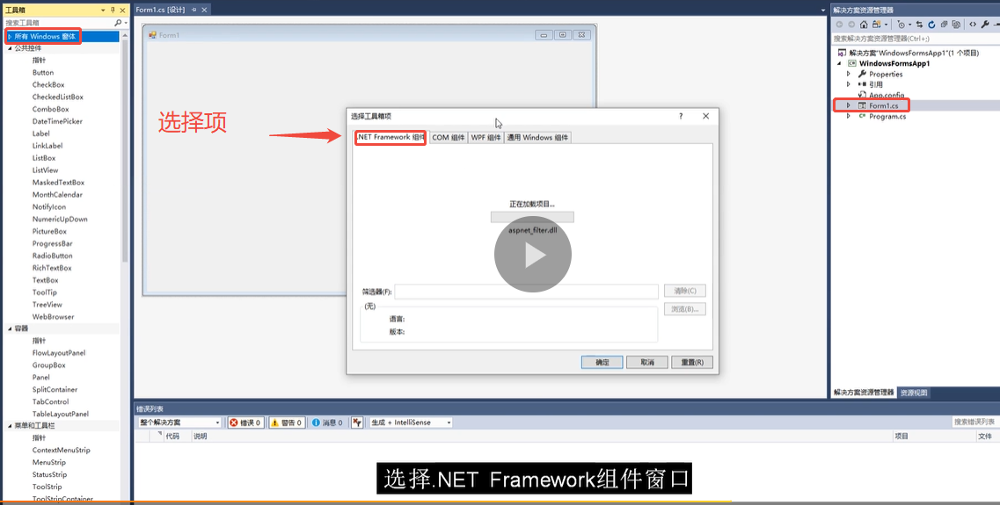 工具箱
搜索工具箱
所有 Windows 窗体
公共控件
指针
Button
CheckBox
CheckedListBox
ComboBox
DateTimePicker
Label
LinkLabel
ListBox
ListView
MaskedTextBox
MonthCalendar
NotifyIcon
NumericUpDown
PictureBox
ProgressBar
RadioButton
RichTextBox
TextBox
ToolTip
TreeView
WebBrowser
容器
指针
FlowLayoutPanel
GroupBox
Panel
SplitContainer
TabControl
TableLayoutPanel
菜单和工具栏
指针
ContextMenuStrip
MenuStrip
StatusStrip
ToolStrip
ToolStripContainer
Form1.cs [设计]
Form1
选择项
选择工具箱项
.NET Framework 组件
COM 组件
WPF 组件
通用 Windows 组件
正在加载项目...
aspnet_filter.dll
筛选器(F):
清除(C)
(无)
浏览(B)...
语言:
版本:
确定
取消
重置(R)
错误列表
整个解决方案
错误 0
警告 0
消息 0
生成 + IntelliSense
搜索错误列表
代码
说明
项目
文件
选择.NET Framework组件窗口
解决方案资源管理器
搜索解决方案资源管理器(Ctrl+;)
解决方案"WindowsFormsApp1"(1 个项目)
WindowsFormsApp1
Properties
引用
App.config
Form1.cs
Program.cs
解决方案资源管理器
资源视图